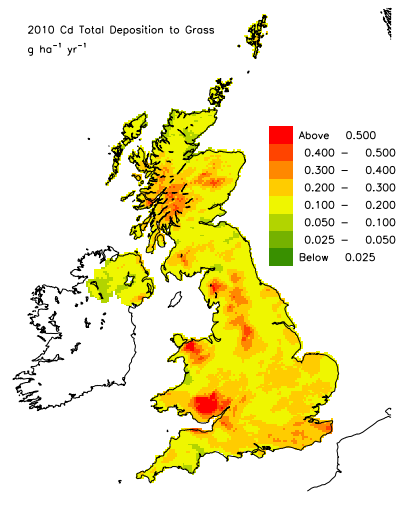 2010 Cd Total Deposition to Grass
g ha⁻¹ yr⁻¹
Above 0.500
0.400 – 0.500
0.300 – 0.400
0.200 – 0.300
0.100 – 0.200
0.050 – 0.100
0.025 – 0.050
Below 0.025